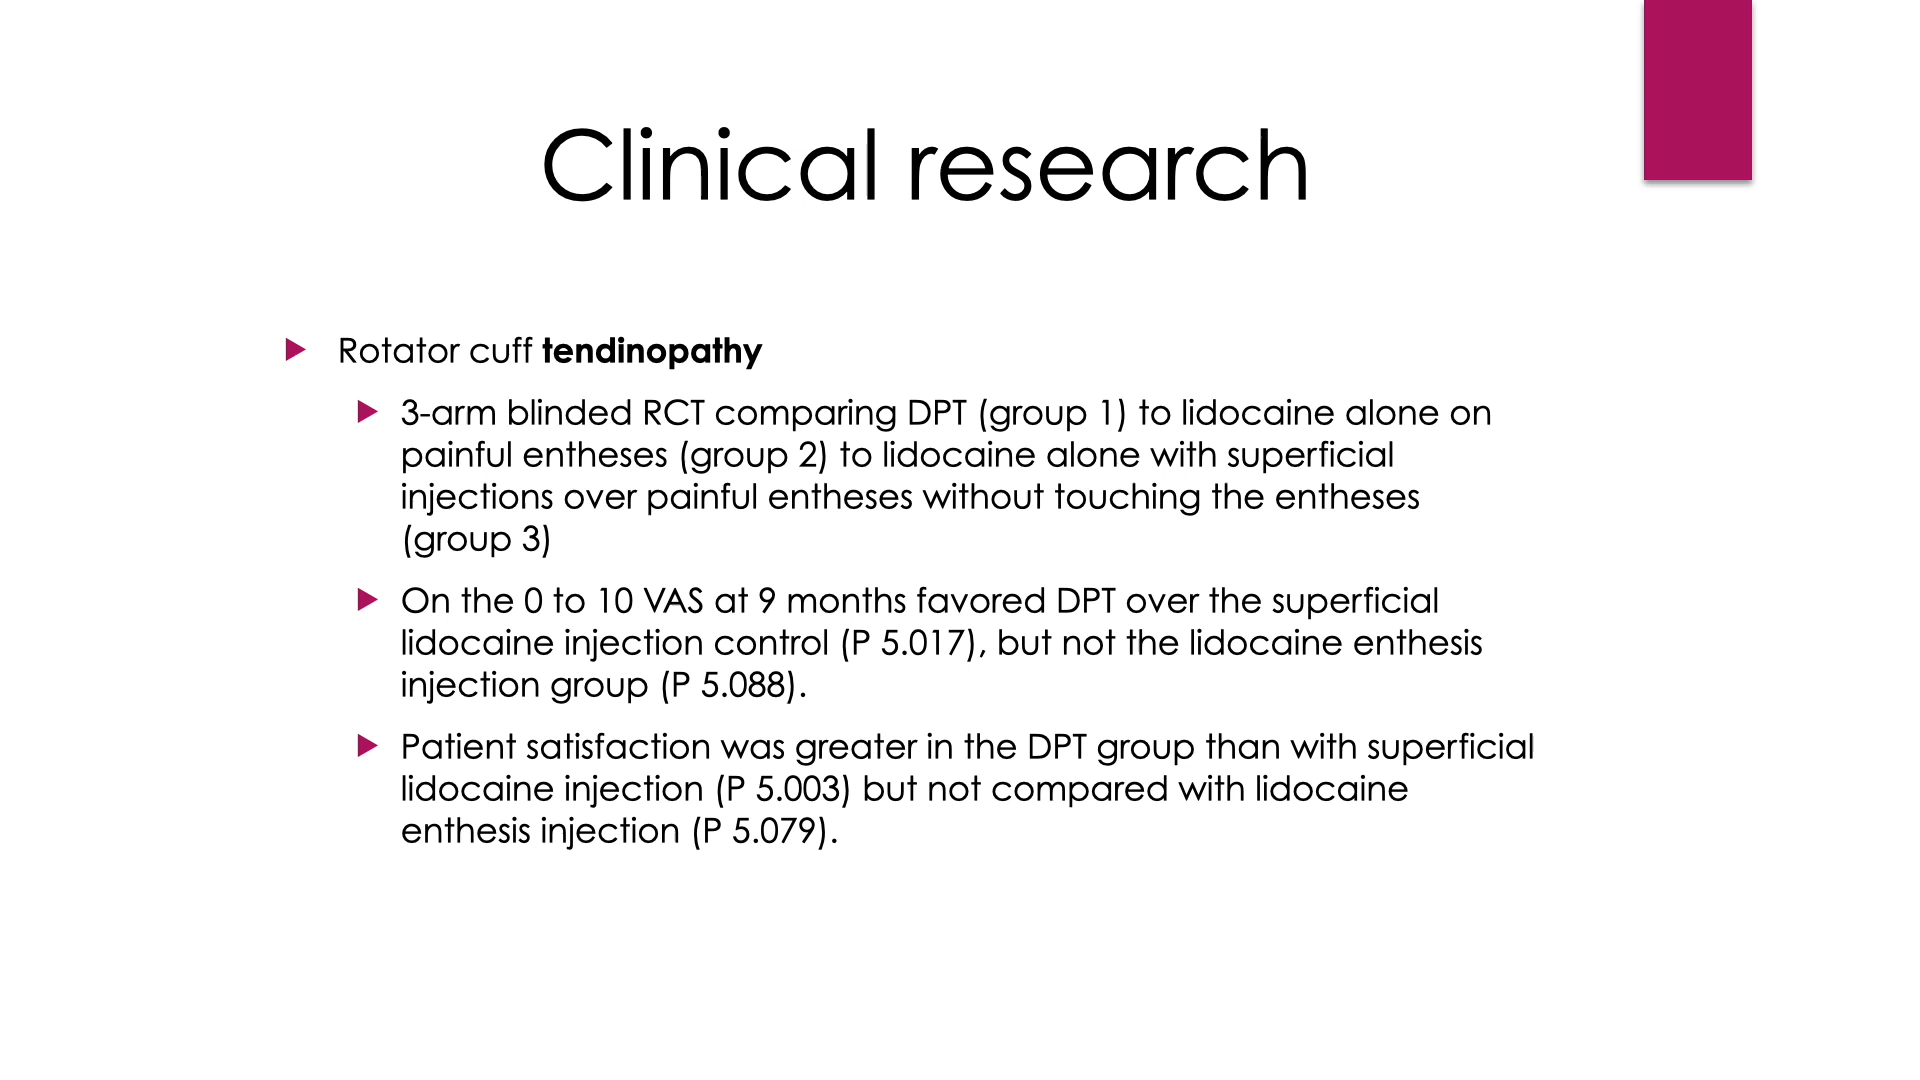 Clinical research
Rotator cuff tendinopathy
3-arm blinded RCT comparing DPT (group 1) to lidocaine alone on
painful entheses (group 2) to lidocaine alone with superficial
injections over painful entheses without touching the entheses
(group 3)
On the 0 to 10 VAS at 9 months favored DPT over the superficial
lidocaine injection control (P 5.017), but not the lidocaine enthesis
injection group (P 5.088).
Patient satisfaction was greater in the DPT group than with superficial
lidocaine injection (P 5.003) but not compared with lidocaine
enthesis injection (P 5.079).